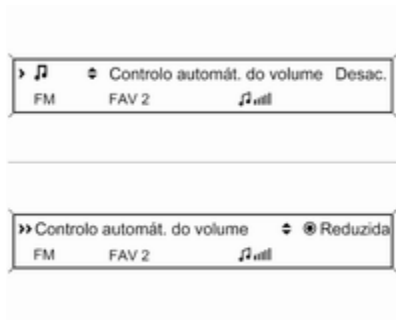 Controlo automát. do volume Desac.
FM FAV 2
Controlo automát. do volume Reduzida
FM FAV 2